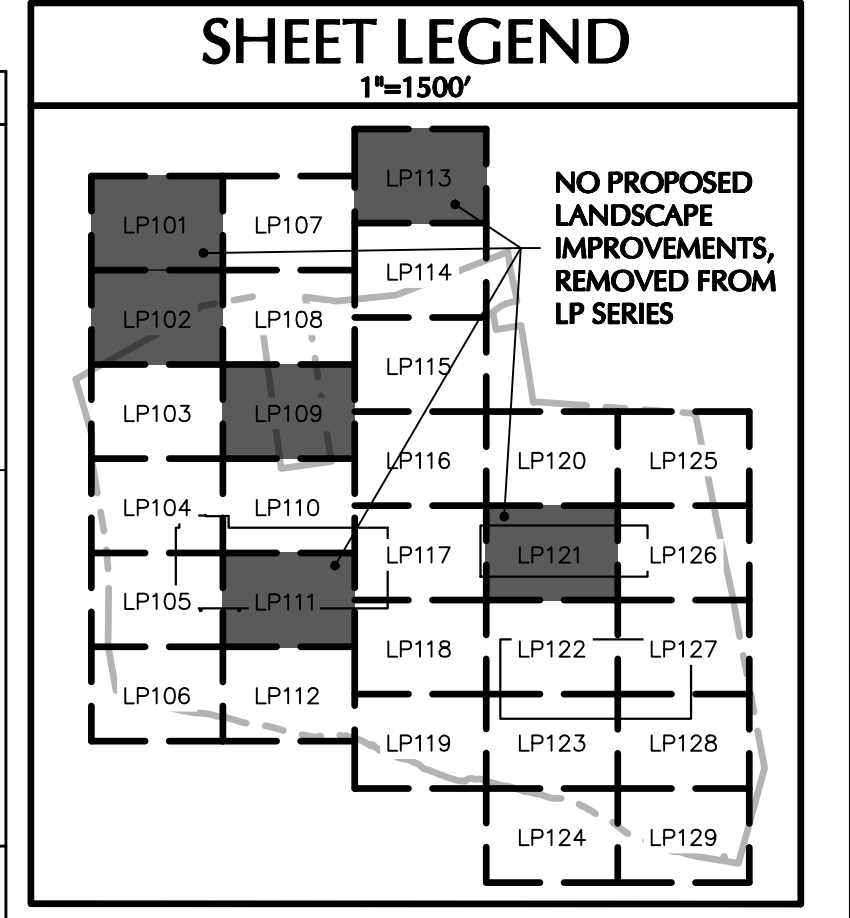 SHEET LEGEND
1"=1500'
NO PROPOSED
LANDSCAPE
IMPROVEMENTS,
REMOVED FROM
LP SERIES
LP101
LP102
LP103
LP104
LP105
LP106
LP107
LP108
LP109
LP110
LP111
LP112
LP113
LP114
LP115
LP116
LP117
LP118
LP119
LP120
LP121
LP122
LP123
LP124
LP125
LP126
LP127
LP128
LP129